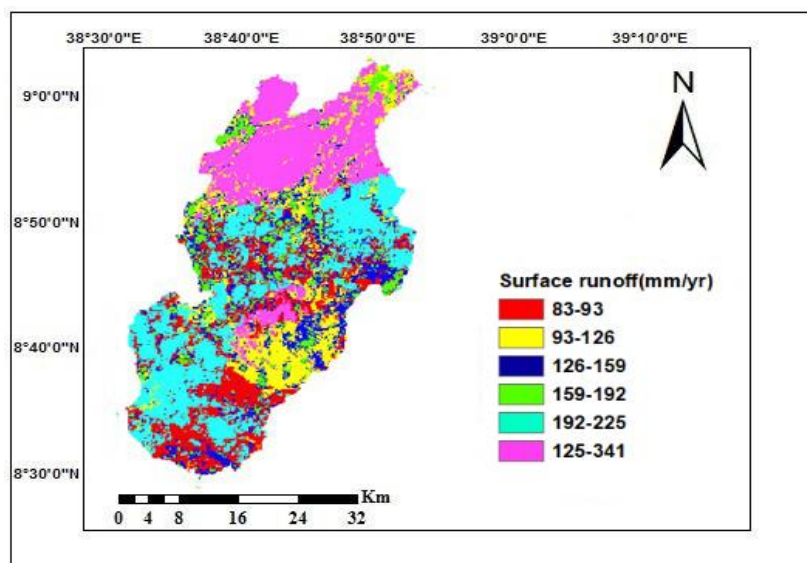 38°30'0"E 38°40'0"E 38°50'0"E 39°0'0"E 39°10'0"E
9°0'0"N
8°50'0"N
8°40'0"N
8°30'0"N
N
Surface runoff(mm/yr)
83-93
93-126
126-159
159-192
192-225
125-341
Km
0 4 8 16 24 32